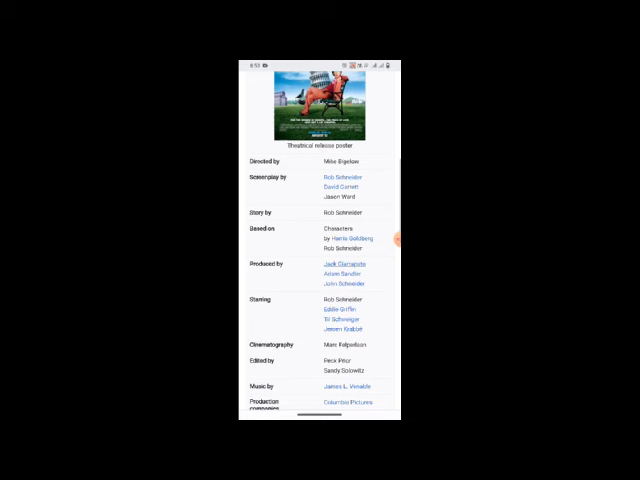 8:53
Theatrical release poster
Directed by Mike Bigelow
Screenplay by Rob Schneider
David Garrett
Jason Ward
Story by Rob Schneider
Based on Characters
by Harris Goldberg
Rob Schneider
Produced by Jack Giarraputo
Adam Sandler
John Schneider
Starring Rob Schneider
Eddie Griffin
Til Schweiger
Jeroen Krabbé
Cinematography Marc Felperlaan
Edited by Peck Prior
Sandy Solowitz
Music by James L. Venable
Production Columbia Pictures
companies